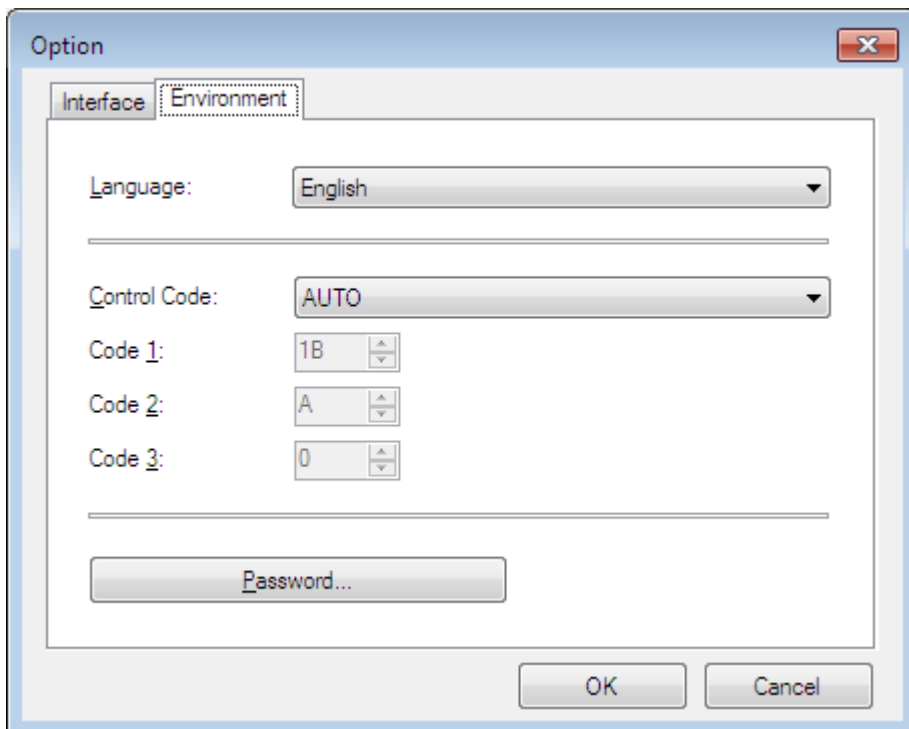 Option
Interface Environment
Language: English
Control Code: AUTO
Code 1: 1B
Code 2: A
Code 3: 0
Password...
OK Cancel